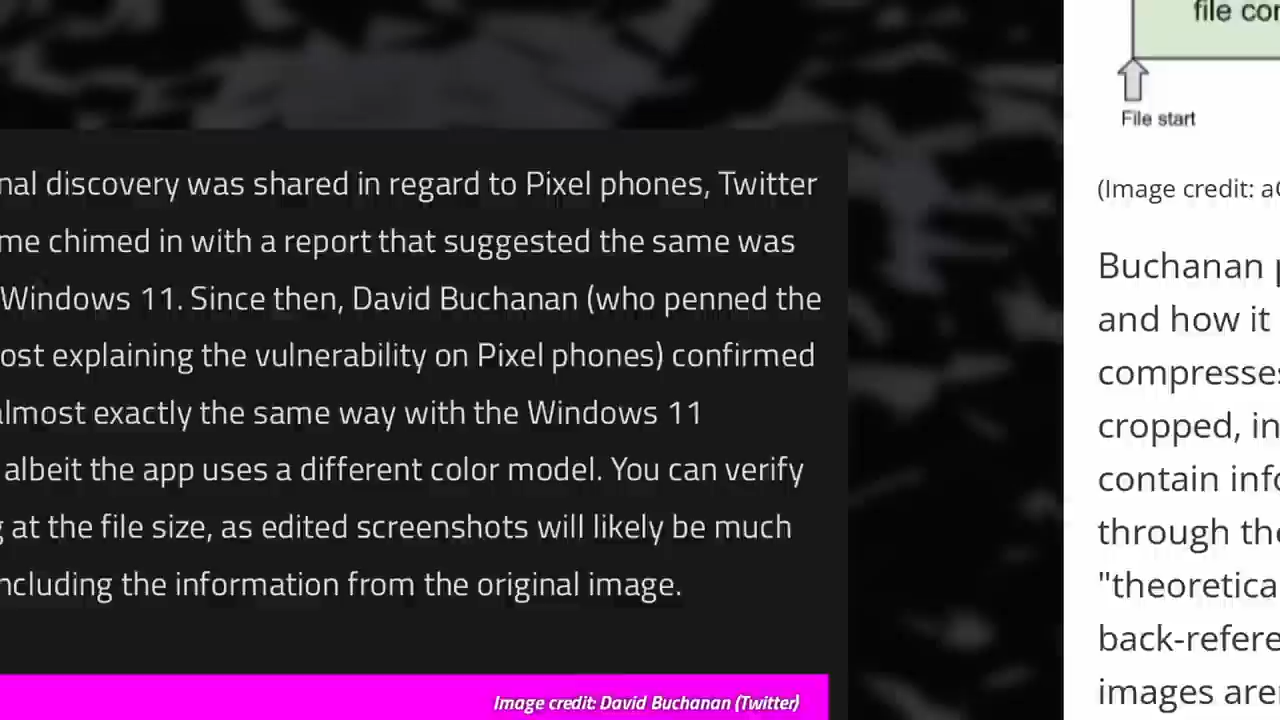 nal discovery was shared in regard to Pixel phones, Twitter
me chimed in with a report that suggested the same was
Windows 11. Since then, David Buchanan (who penned the
ost explaining the vulnerability on Pixel phones) confirmed
almost exactly the same way with the Windows 11
albeit the app uses a different color model. You can verify
g at the file size, as edited screenshots will likely be much
ncluding the information from the original image.
Image credit: David Buchanan (Twitter)
file con
File start
(Image credit: a
Buchanan p
and how it
compresses
cropped, in
contain info
through the
"theoretica
back-refere
images aren